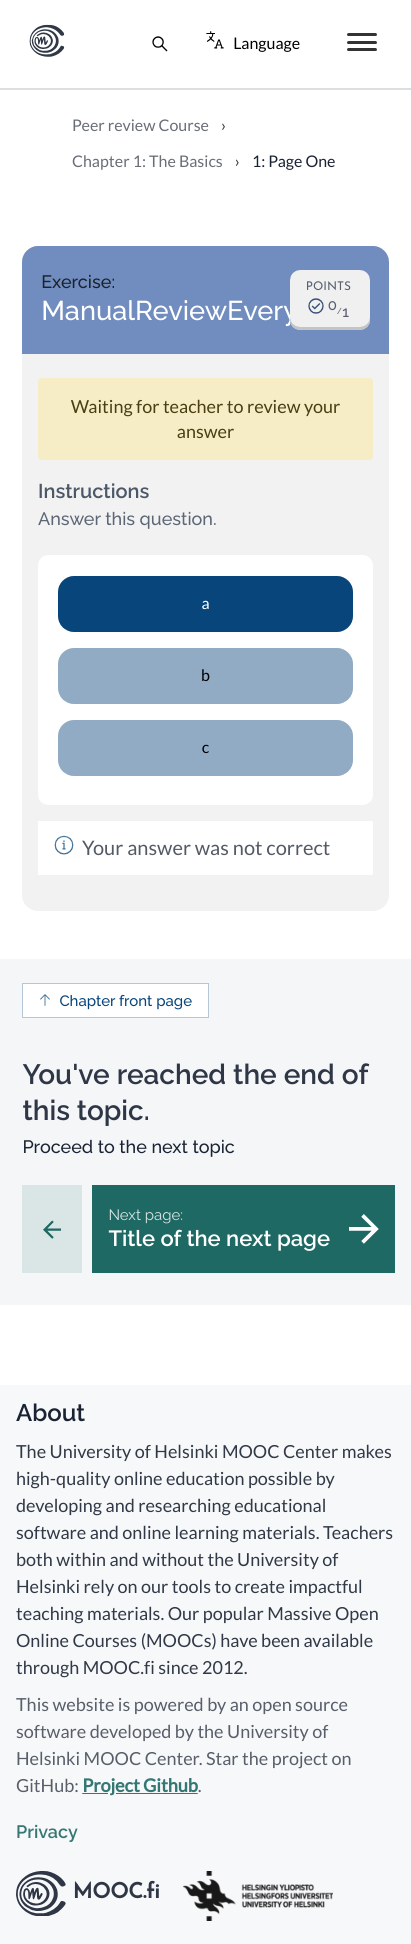 Language
Peer review Course ›
Chapter 1: The Basics › 1: Page One
Exercise:
ManualReviewEvery
POINTS
0/1
Waiting for teacher to review your
answer
Instructions
Answer this question.
a
b
c
Your answer was not correct
Chapter front page
You've reached the end of
this topic.
Proceed to the next topic
Next page:
Title of the next page
About
The University of Helsinki MOOC Center makes
high-quality online education possible by
developing and researching educational
software and online learning materials. Teachers
both within and without the University of
Helsinki rely on our tools to create impactful
teaching materials. Our popular Massive Open
Online Courses (MOOCs) have been available
through MOOC.fi since 2012.
This website is powered by an open source
software developed by the University of
Helsinki MOOC Center. Star the project on
GitHub: Project Github.
Privacy
MOOC.fi
HELSINGIN YLIOPISTO
HELSINGFORS UNIVERSITET
UNIVERSITY OF HELSINKI